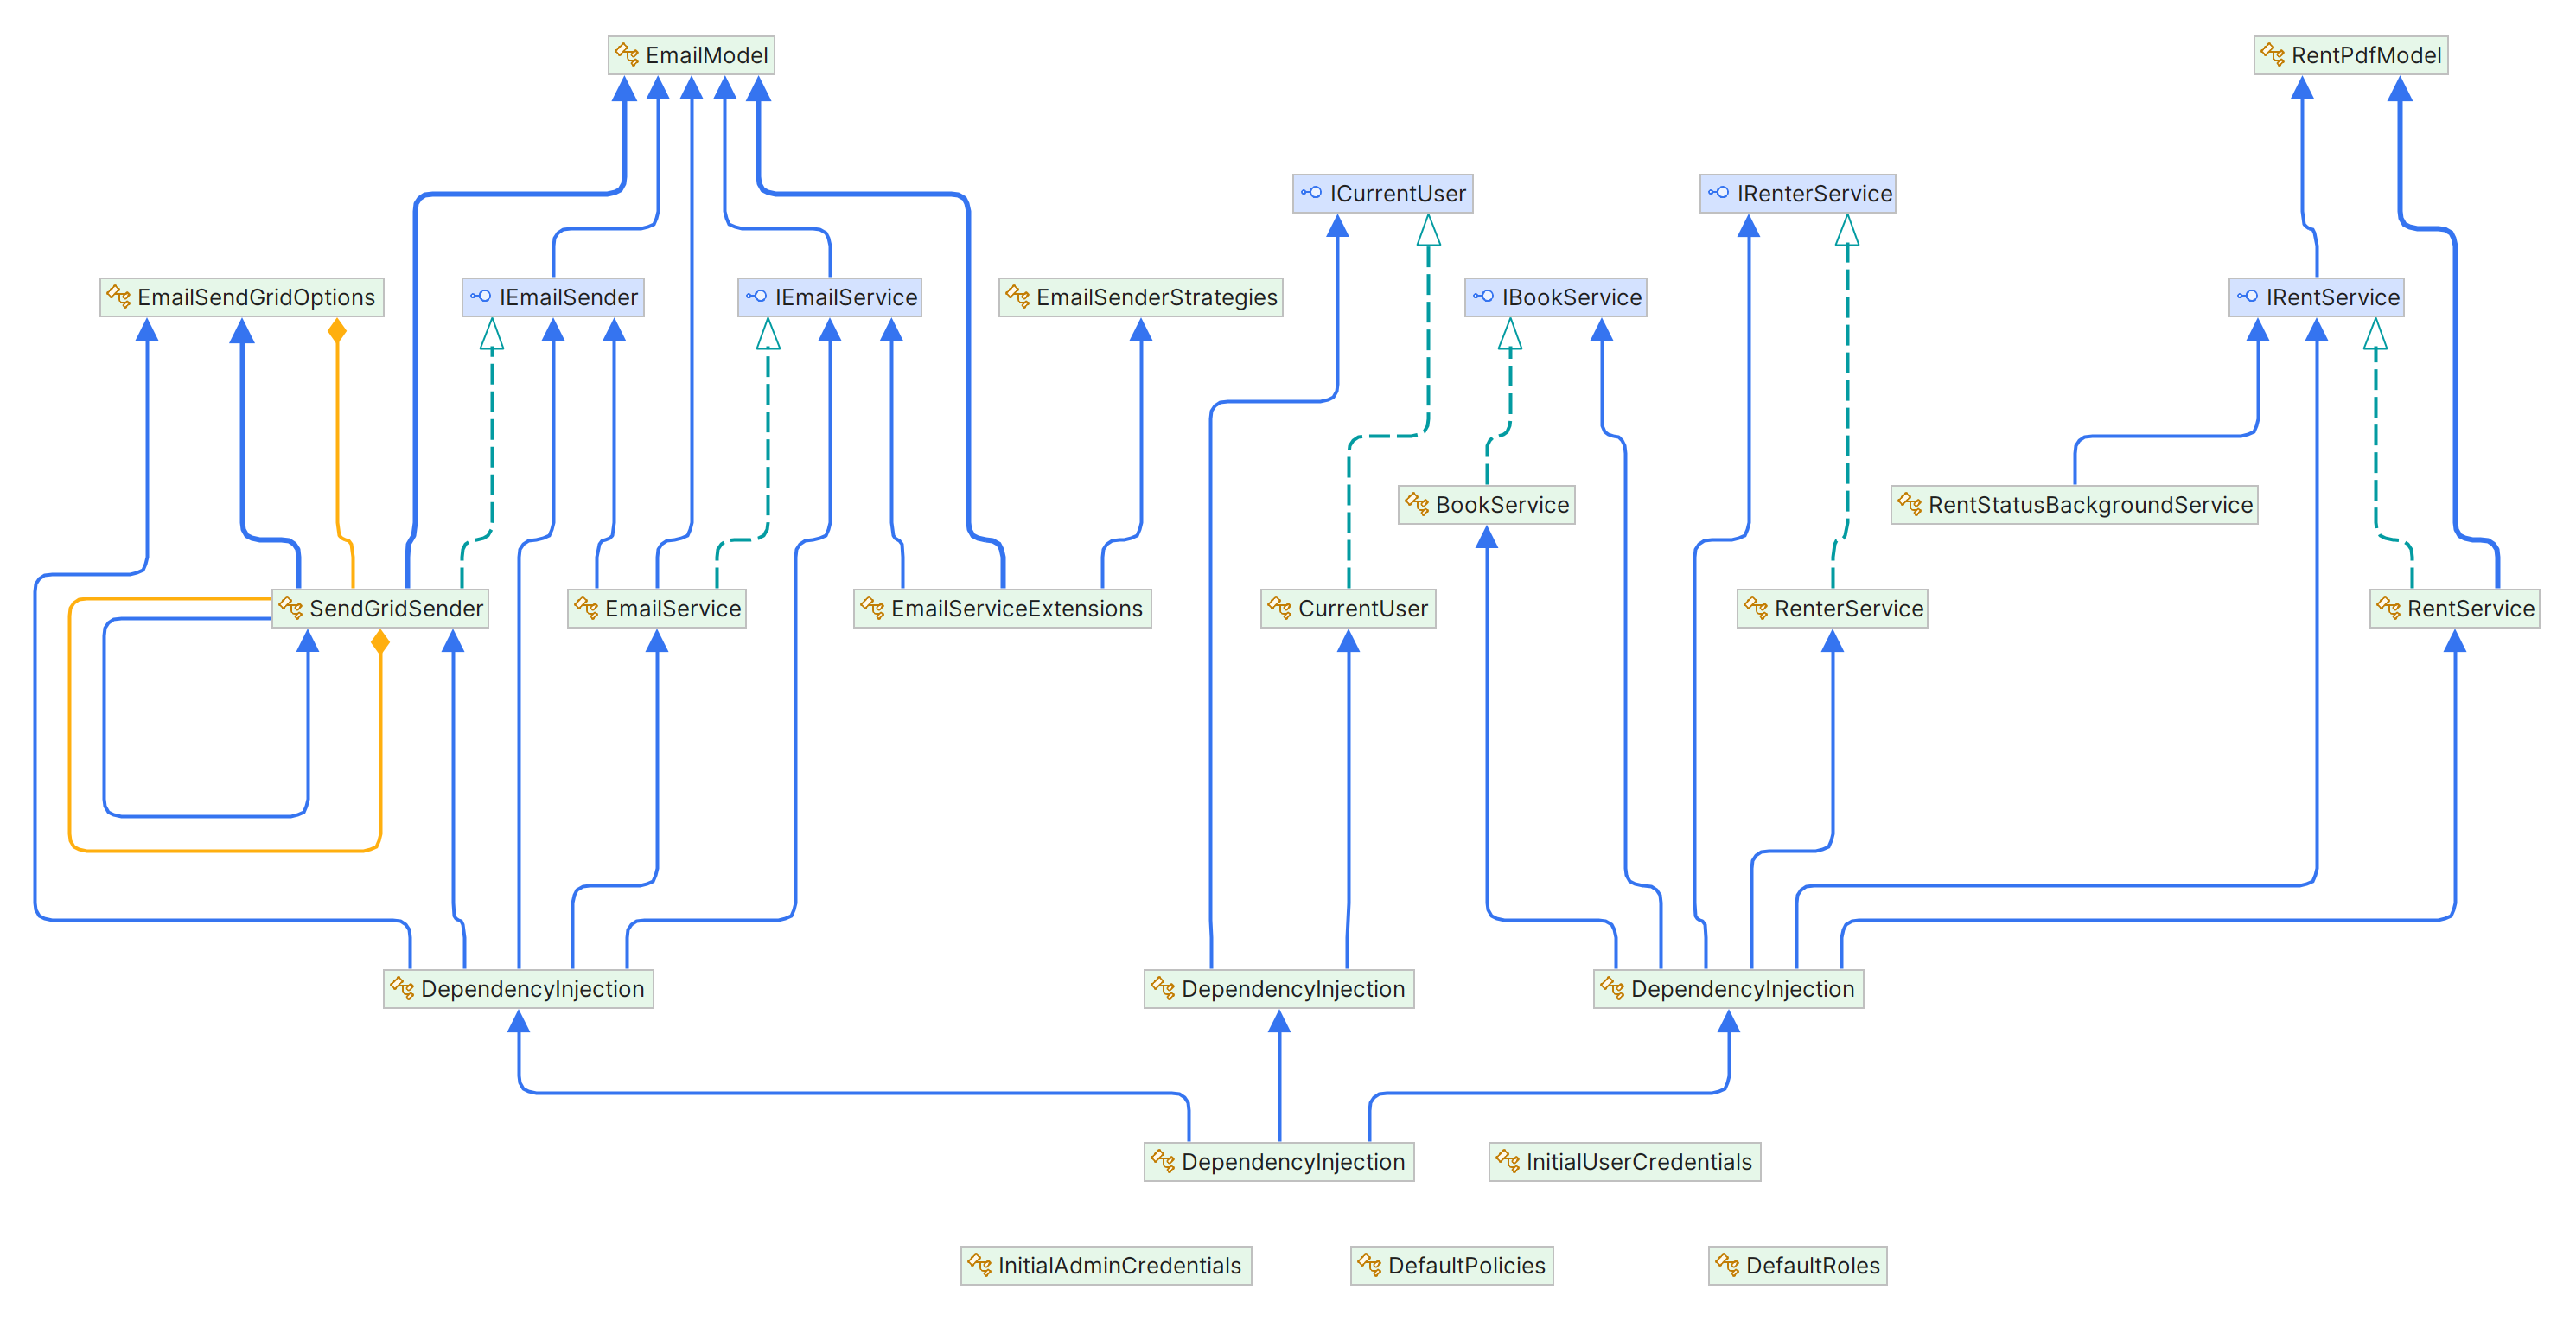 EmailModel
RentPdfModel
ICurrentUser
IRenterService
EmailSendGridOptions
IEmailSender
IEmailService
EmailSenderStrategies
IBookService
IRentService
BookService
RentStatusBackgroundService
SendGridSender
EmailService
EmailServiceExtensions
CurrentUser
RenterService
RentService
DependencyInjection
DependencyInjection
DependencyInjection
DependencyInjection
InitialUserCredentials
InitialAdminCredentials
DefaultPolicies
DefaultRoles